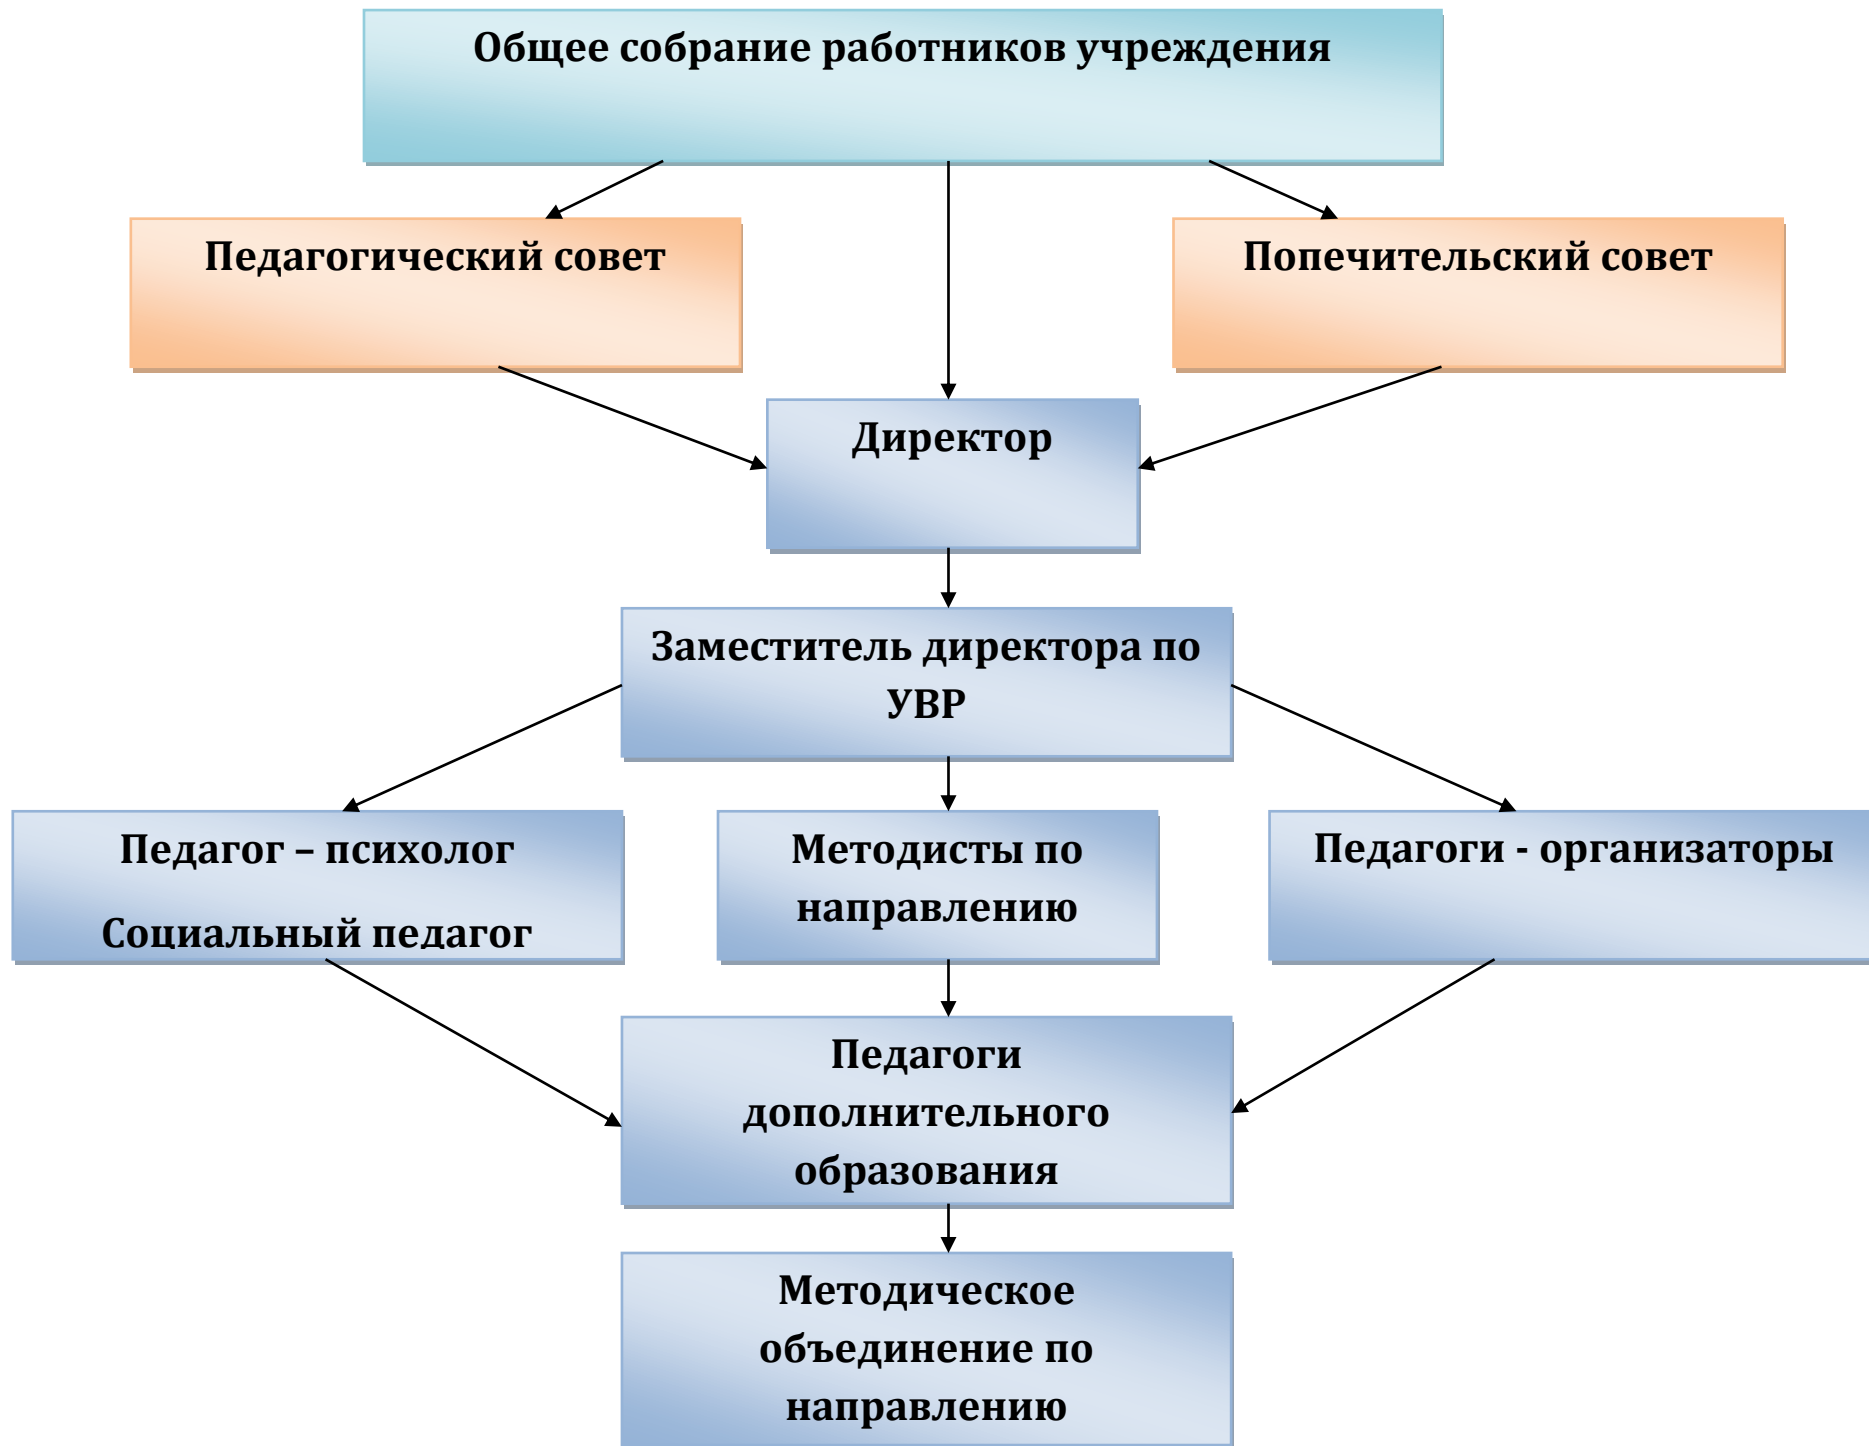 Общее собрание работников учреждения
Педагогический совет
Попечительский совет
Директор
Заместитель директора по
УВР
Педагог – психолог
Социальный педагог
Методисты по
направлению
Педагоги - организаторы
Педагоги
дополнительного
образования
Методическое
объединение по
направлению